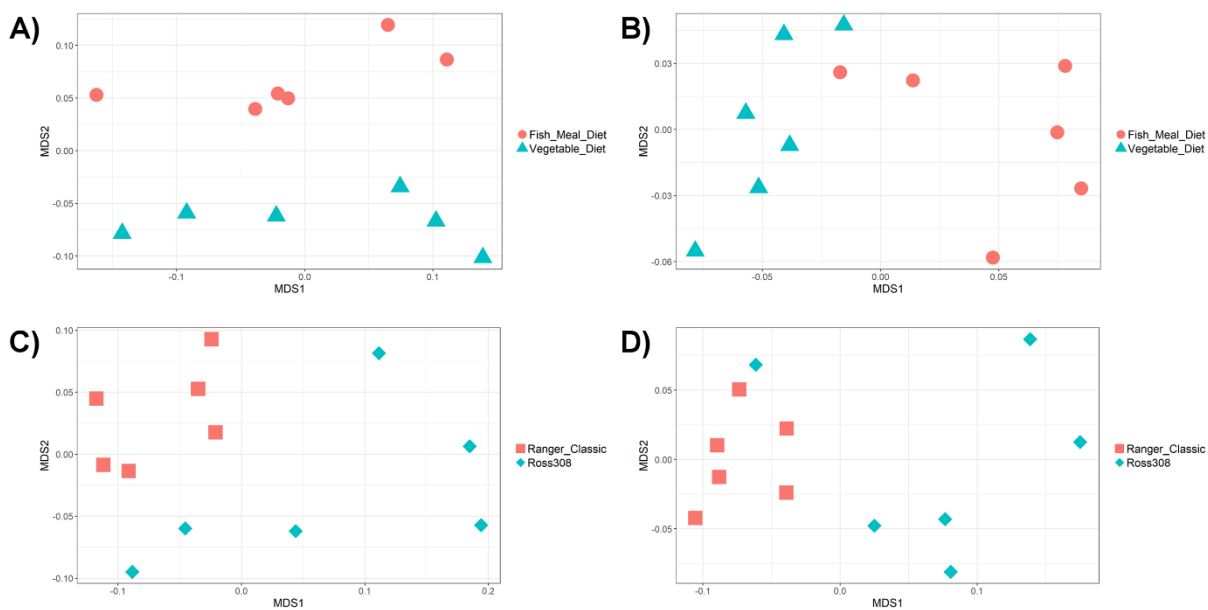 A)
0.10
0.05
0.00
-0.05
-0.10
MDS2
-0.1
0.0
0.1
MDS1
Fish_Meal_Diet
Vegetable_Diet
B)
0.03
0.00
-0.03
-0.06
MDS2
-0.05
0.00
0.05
MDS1
Fish_Meal_Diet
Vegetable_Diet
C)
0.10
0.05
0.00
-0.05
-0.10
MDS2
-0.1
0.0
0.1
0.2
MDS1
Ranger_Classic
Ross308
D)
0.05
0.00
-0.05
MDS2
-0.1
0.0
0.1
MDS1
Ranger_Classic
Ross308